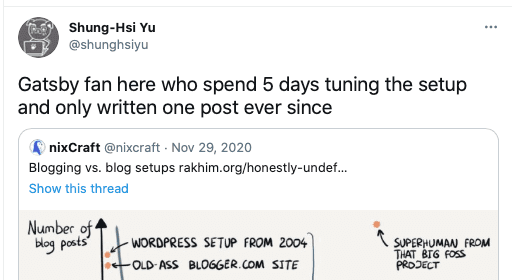 Shung-Hsi Yu
@shunghsiyu
Gatsby fan here who spend 5 days tuning the setup
and only written one post ever since
nixCraft @nixcraft · Nov 29, 2020
Blogging vs. blog setups rakhim.org/honestly-undef...
Show this thread
Number of
blog posts
WORDPRESS SETUP FROM 2004
OLD-ASS BLOGGER.COM SITE
SUPERHUMAN FROM
THAT BIG FOSS
PROJECT